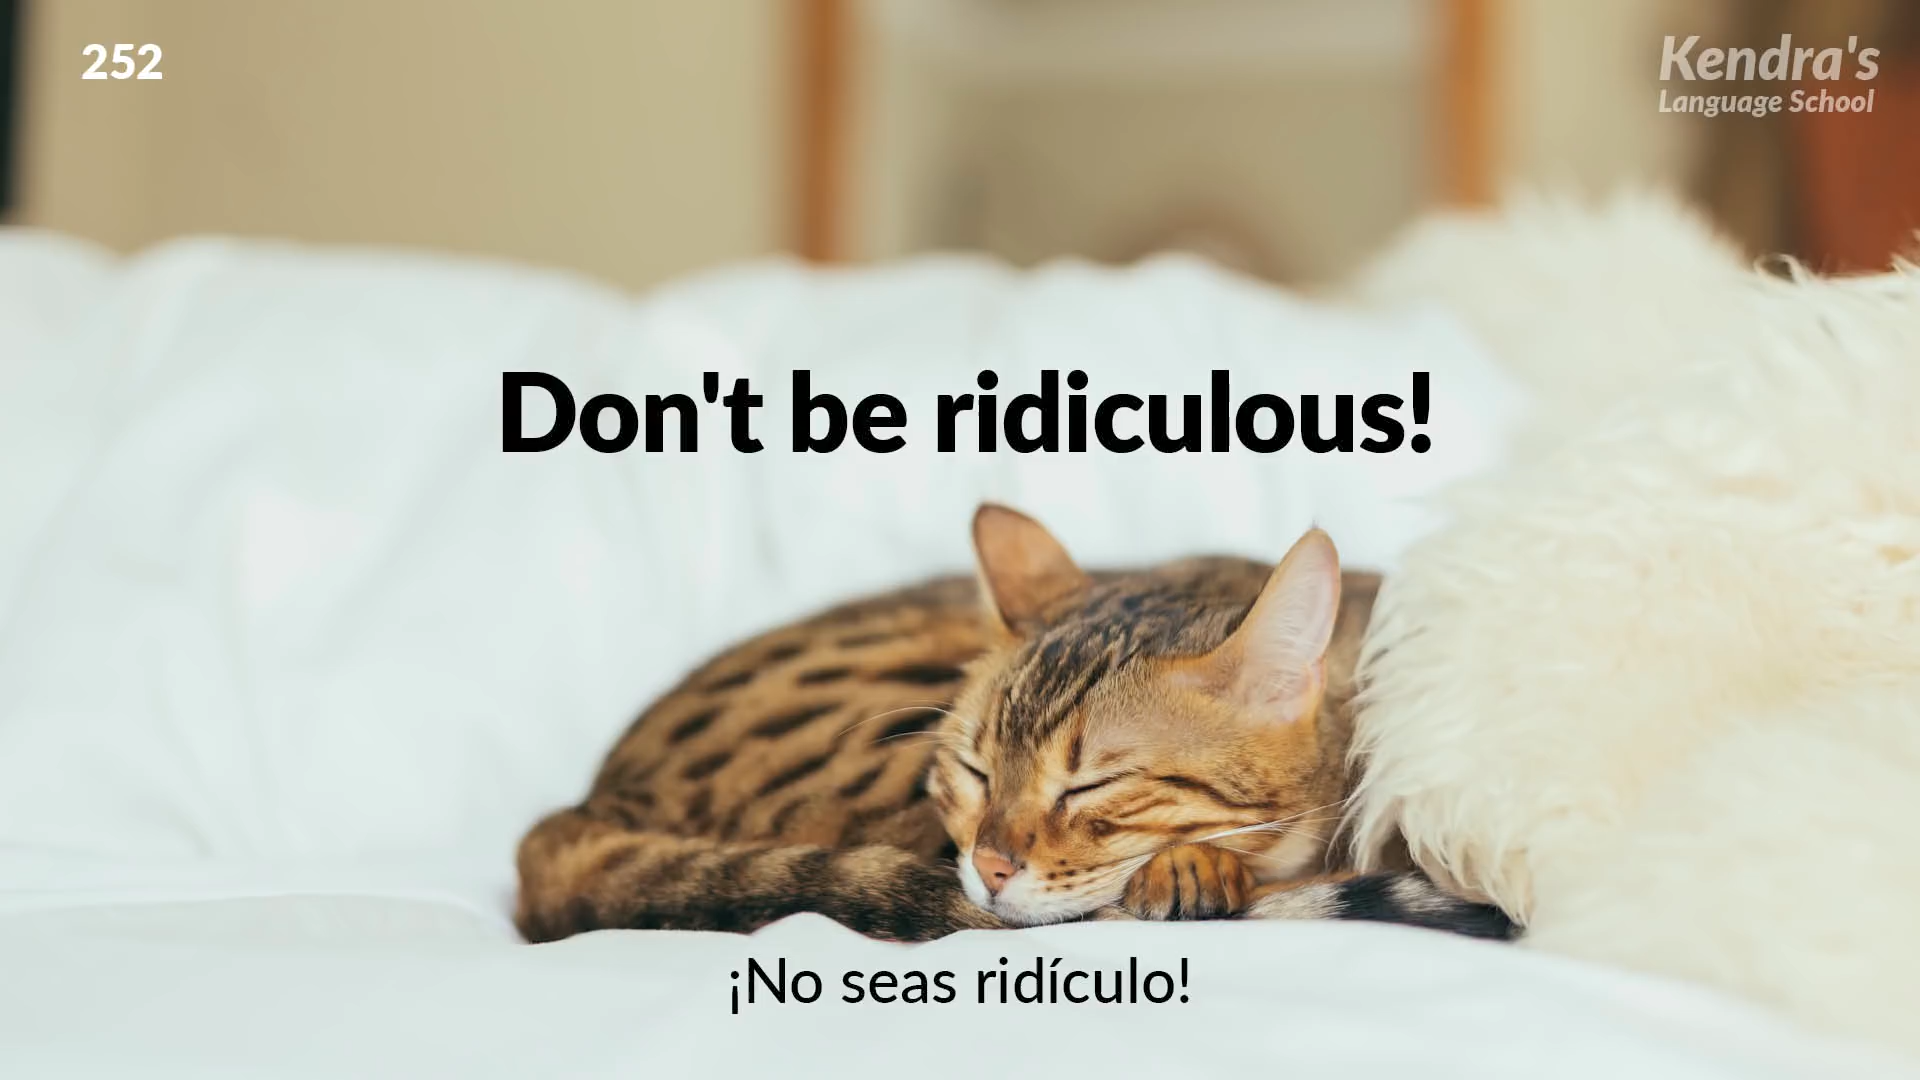 252
Kendra's
Language School
Don't be ridiculous!
¡No seas ridículo!